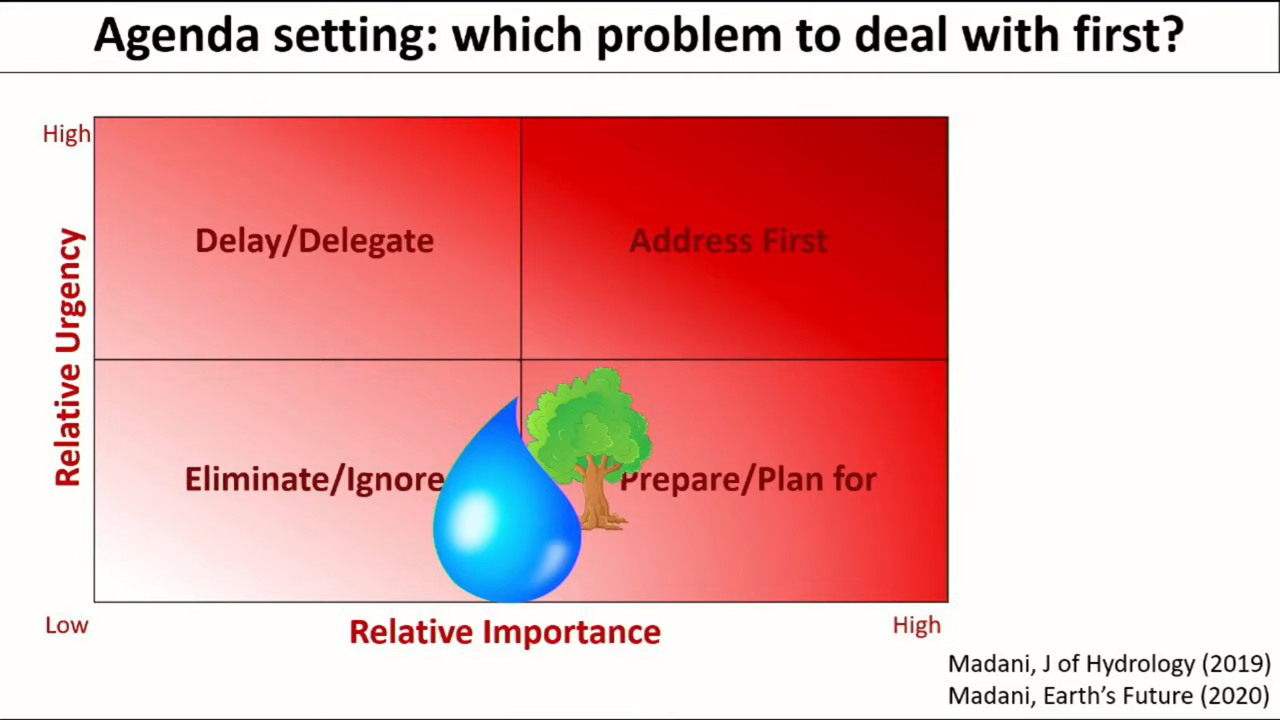 Agenda setting: which problem to deal with first?
High
Delay/Delegate
Address First
Relative Urgency
Eliminate/Ignore
Prepare/Plan for
Low
Relative Importance
High
Madani, J of Hydrology (2019)
Madani, Earth's Future (2020)